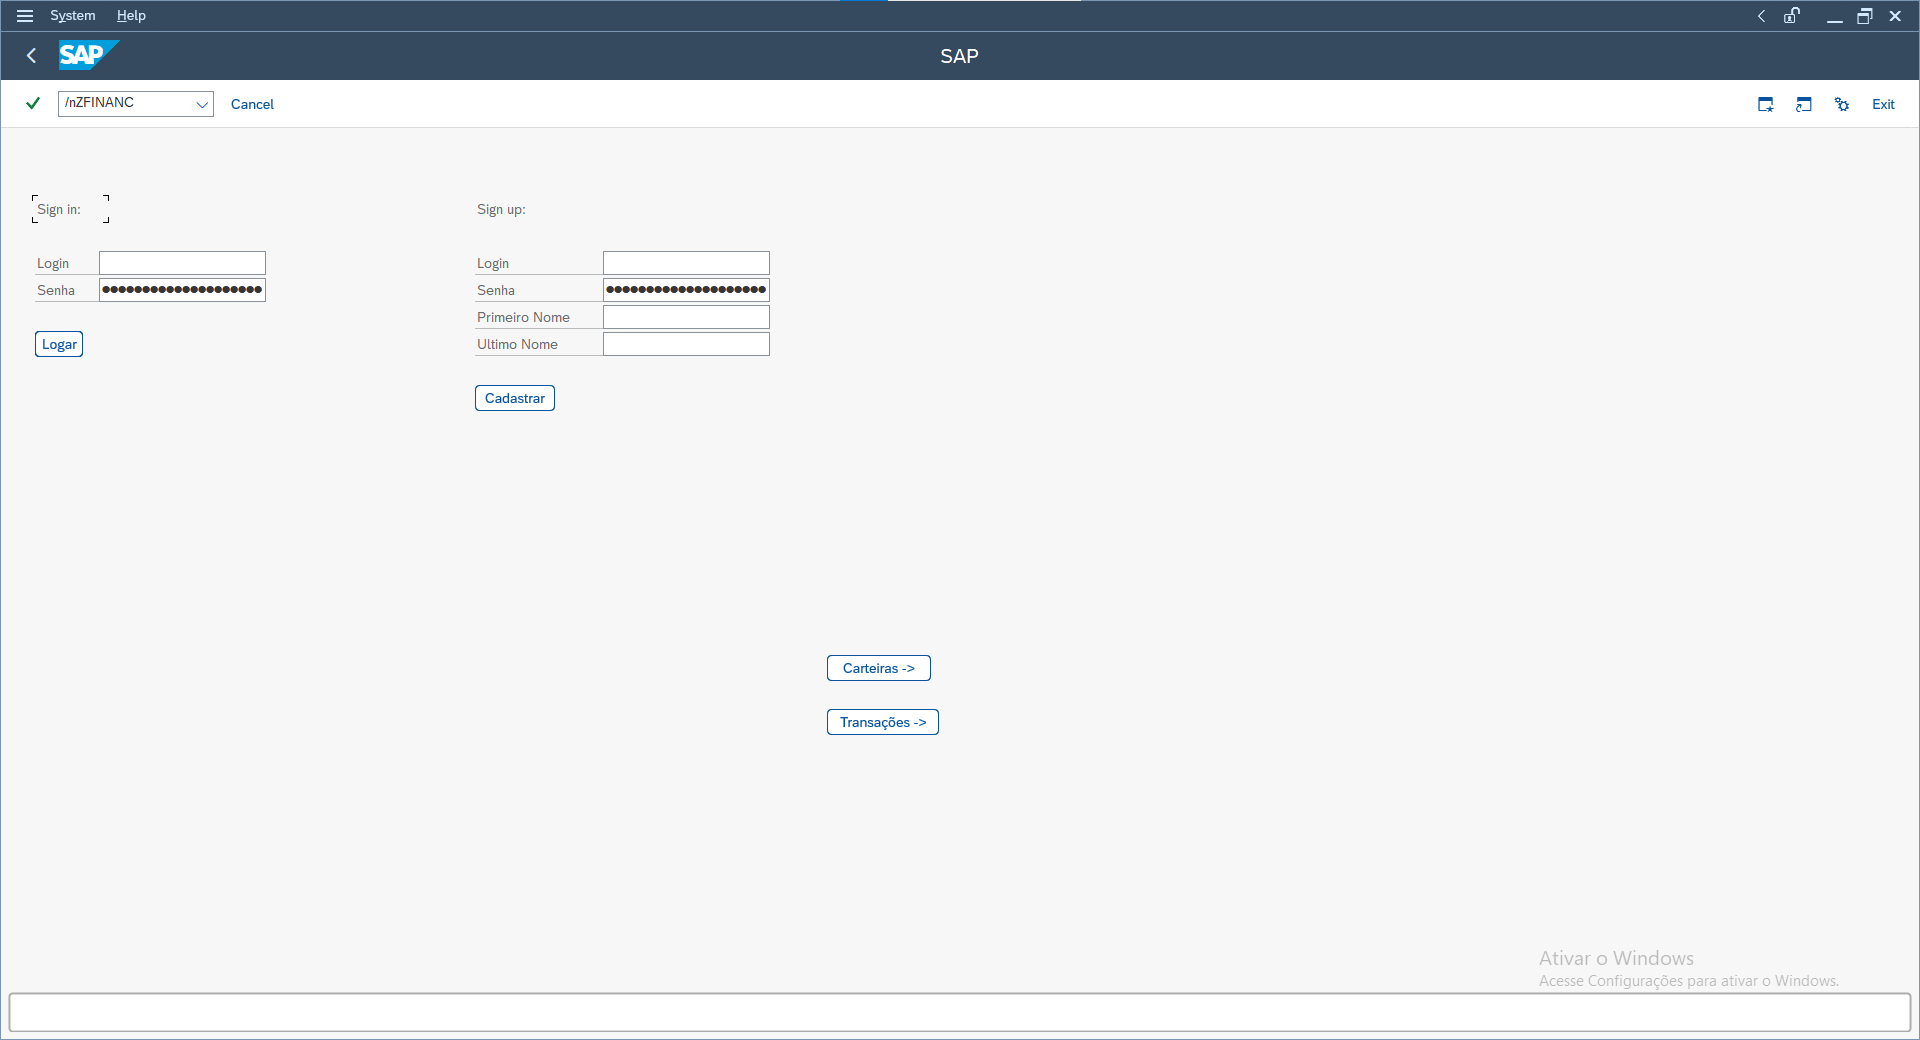 System Help
SAP
SAP
/nZFINANC Cancel Exit
Sign in: Sign up:
Login Login
Senha Senha
Primeiro Nome
Logar Ultimo Nome
Cadastrar
Carteiras ->
Transações ->
Ativar o Windows
Acesse Configurações para ativar o Windows.